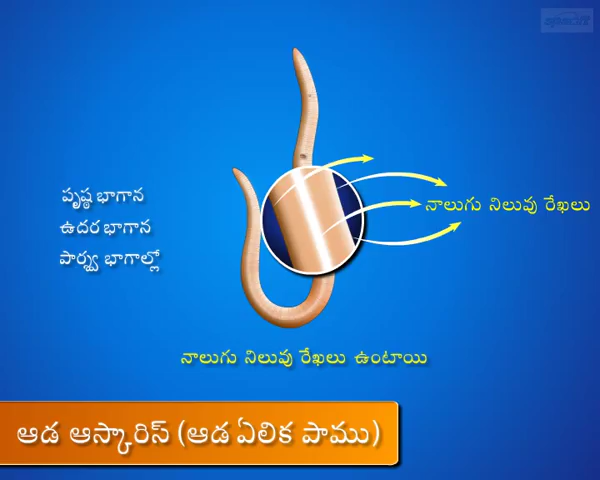 పృష్ఠ భాగాన
ఉదర భాగాన
పార్శ్వ భాగాల్లో
నాలుగు నిలువు రేఖలు
నాలుగు నిలువు రేఖలు ఉంటాయి
ఆడ ఆస్కారిస్ (ఆడ ఏలిక పాము)